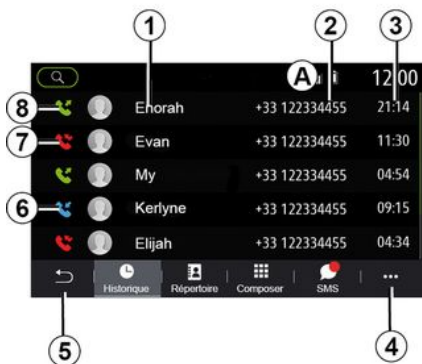 1
2
3
A
12:00
8
Enorah +33 122334455 21:14
7
Evan +33 122334455 11:30
My +33 122334455 04:54
6
Kerlyne +33 122334455 09:15
Elijah +33 122334455 04:34
Historique Répertoire Composer SMS
5
4